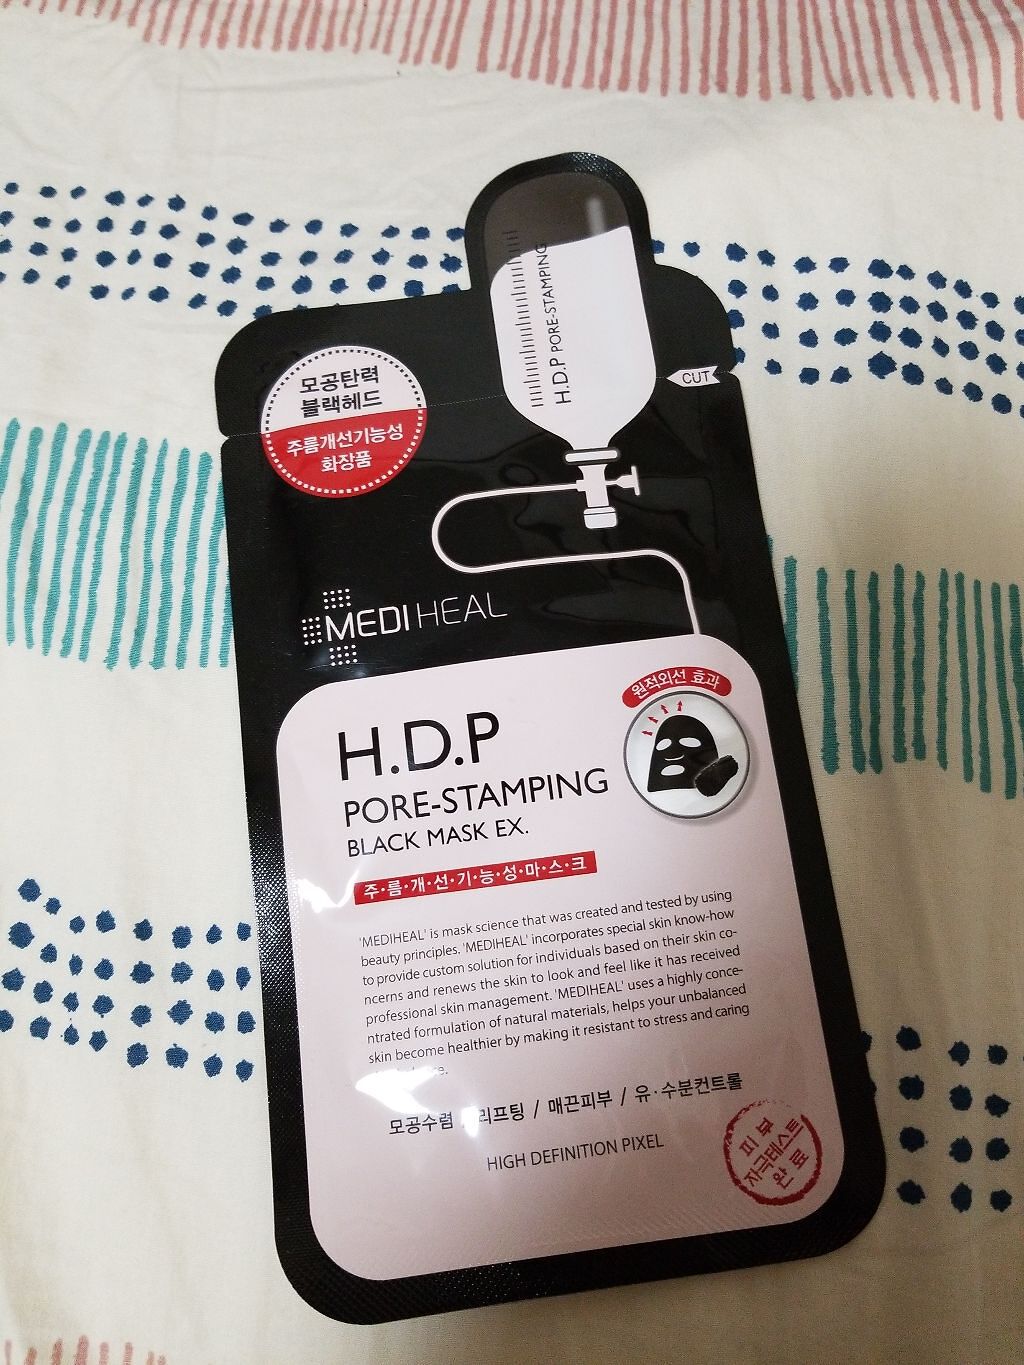 H.D.P PORE-STAMPING
CUT
모공탄력
블랙헤드
주름개선기능성
화장품
MEDIHEAL
원적외선 효과
H.D.P
PORE-STAMPING
BLACK MASK EX.
주·름·개·선·기·능·성·마·스·크
'MEDIHEAL' is mask science that was created and tested by using
beauty principles. 'MEDIHEAL' incorporates special skin know-how
to provide custom solution for individuals based on their skin co-
ncerns and renews the skin to look and feel like it has received
professional skin management. 'MEDIHEAL' uses a highly conce-
ntrated formulation of natural materials, helps your unbalanced
skin become healthier by making it resistant to stress and caring
모공수렴 / 리프팅 / 매끈피부 / 유·수분컨트롤
HIGH DEFINITION PIXEL
피부
자극테스트
완료